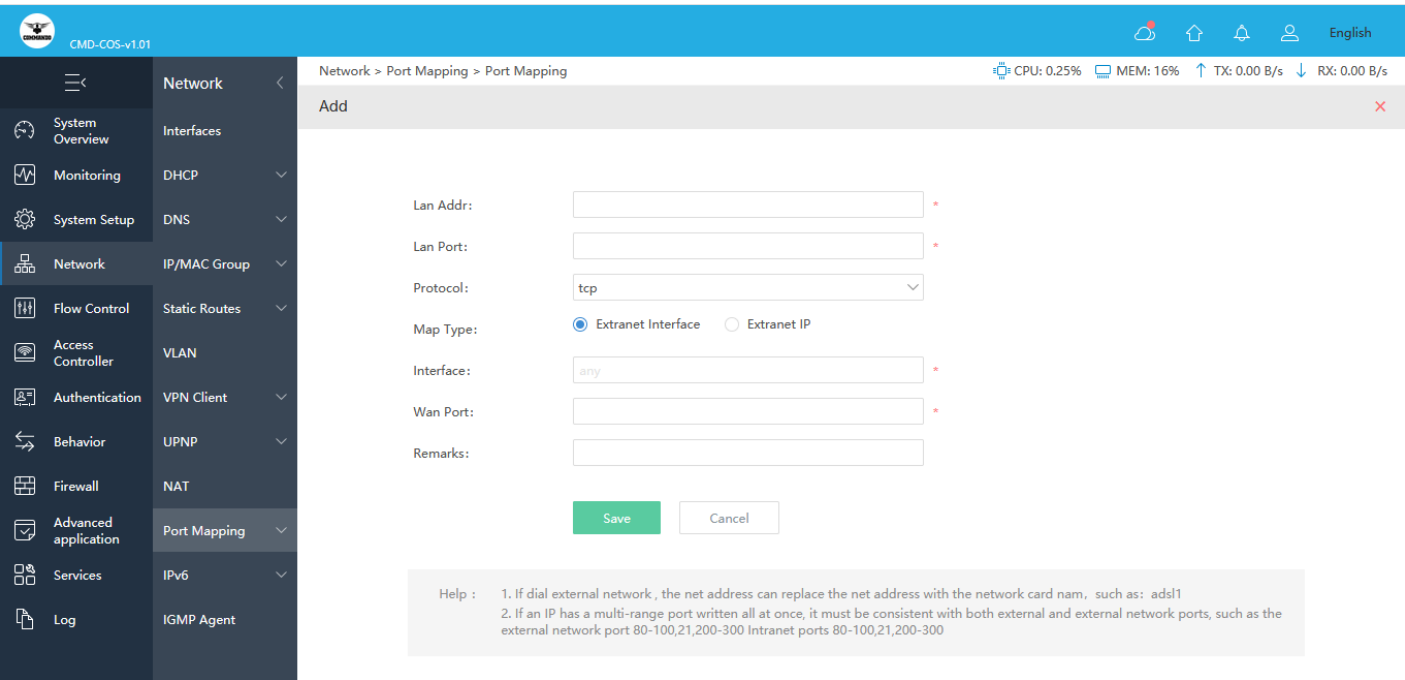 COMMANDO
CMD-COS-v1.01
English
Network
Network > Port Mapping > Port Mapping
CPU: 0.25%
MEM: 16%
TX: 0.00 B/s
RX: 0.00 B/s
Add
System
Overview
Monitoring
System Setup
Network
Flow Control
Access
Controller
Authentication
Behavior
Firewall
Advanced
application
Services
Log
Interfaces
DHCP
DNS
IP/MAC Group
Static Routes
VLAN
VPN Client
UPNP
NAT
Port Mapping
IPv6
IGMP Agent
Lan Addr:
*
Lan Port:
*
Protocol:
tcp
Map Type:
Extranet Interface
Extranet IP
Interface:
any
*
Wan Port:
*
Remarks:
Save
Cancel
Help :
1. If dial external network , the net address can replace the net address with the network card nam, such as: adsl1
2. If an IP has a multi-range port written all at once, it must be consistent with both external and external network ports, such as the
external network port 80-100,21,200-300 Intranet ports 80-100,21,200-300